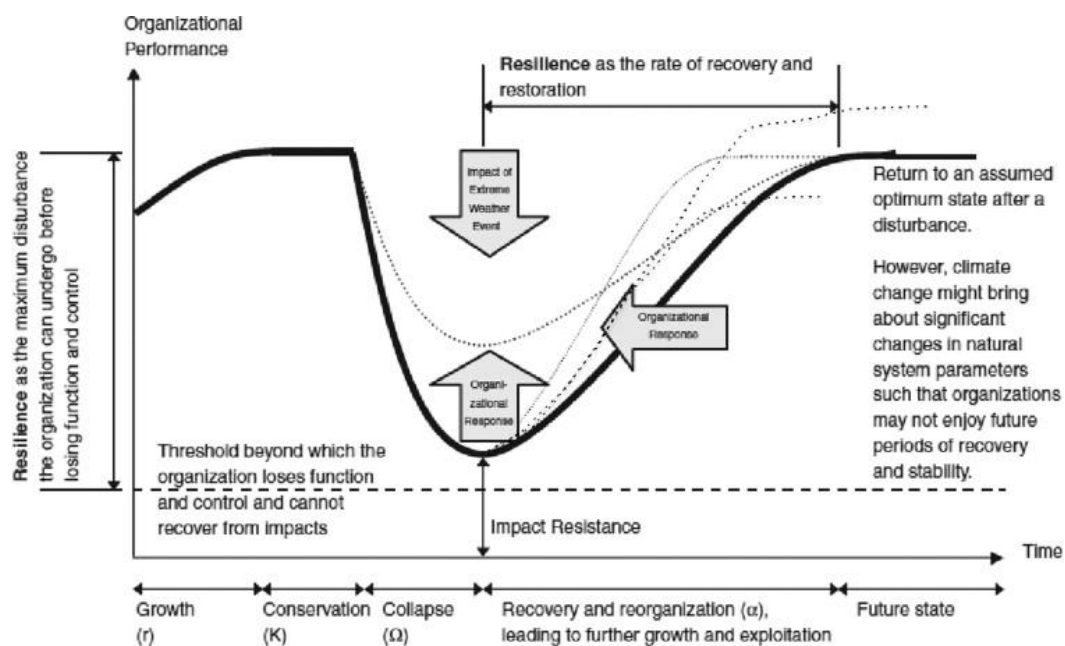 Organizational
Performance
Resilience as the rate of recovery and
restoration
Impact of
Extreme
Weather
Event
Return to an assumed
optimum state after a
disturbance.
However, climate
change might bring
about significant
changes in natural
system parameters
such that organizations
may not enjoy future
periods of recovery
and stability.
Organizational
Response
Organi-
zational
Response
Resilience as the maximum disturbance
the organization can undergo before
losing function and control
Threshold beyond which the
organization loses function
and control and cannot
recover from impacts
Impact Resistance
Time
Growth
(r)
Conservation
(K)
Collapse
(Ω)
Recovery and reorganization (α),
leading to further growth and exploitation
Future state